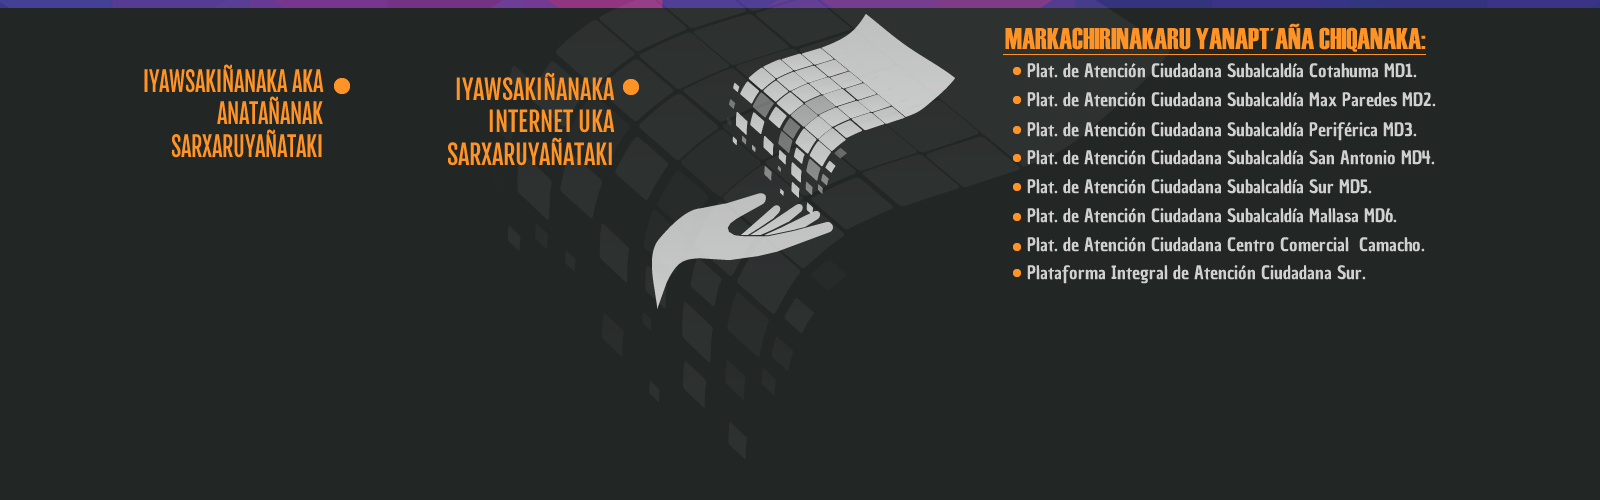 IYAWSAKIÑANAKA AKA
ANATAÑANAK
SARXARUYAÑATAKI
IYAWSAKIÑANAKA
INTERNET UKA
SARXARUYAÑATAKI
MARKACHIRINAKARU YANAPT´AÑA CHIQANAKA:
Plat. de Atención Ciudadana Subalcaldía Cotahuma MD1.
Plat. de Atención Ciudadana Subalcaldía Max Paredes MD2.
Plat. de Atención Ciudadana Subalcaldía Periférica MD3.
Plat. de Atención Ciudadana Subalcaldía San Antonio MD4.
Plat. de Atención Ciudadana Subalcaldía Sur MD5.
Plat. de Atención Ciudadana Subalcaldía Mallasa MD6.
Plat. de Atención Ciudadana Centro Comercial Camacho.
Plataforma Integral de Atención Ciudadana Sur.